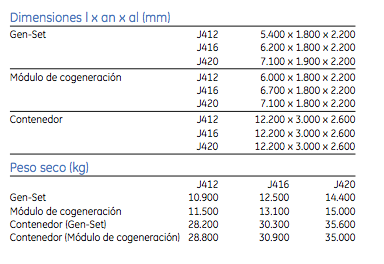 Dimensiones l x an x al (mm)
Gen-Set J412 5.400 x 1.800 x 2.200
J416 6.200 x 1.800 x 2.200
J420 7.100 x 1.900 x 2.200
Módulo de cogeneración J412 6.000 x 1.800 x 2.200
J416 6.700 x 1.800 x 2.200
J420 7.100 x 1.800 x 2.200
Contenedor J412 12.200 x 3.000 x 2.600
J416 12.200 x 3.000 x 2.600
J420 12.200 x 3.000 x 2.600
Peso seco (kg)
J412 J416 J420
Gen-Set 10.900 12.500 14.400
Módulo de cogeneración 11.500 13.100 15.000
Contenedor (Gen-Set) 28.200 30.300 35.600
Contenedor (Módulo de cogeneración) 28.800 30.900 35.000